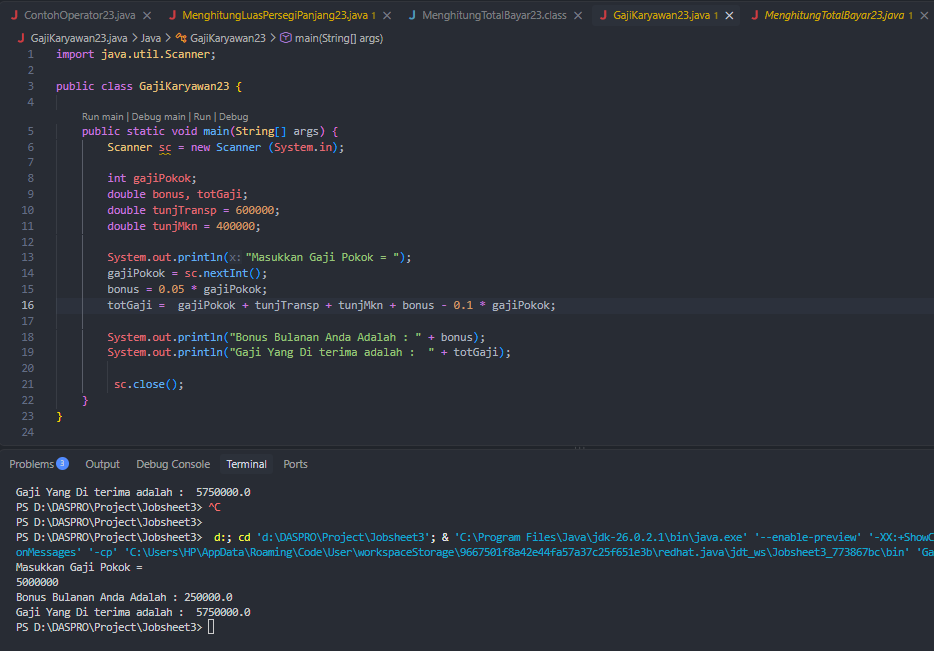 ContohOperator23.java MenghitungLuasPersegiPanjang23.java 1 MenghitungTotalBayar23.class GajiKaryawan23.java 1 MenghitungTotalBayar23.java 1
GajiKaryawan23.java > Java > GajiKaryawan23 > main(String[] args)
1 import java.util.Scanner;
2
3 public class GajiKaryawan23 {
4
Run main | Debug main | Run | Debug
5 public static void main(String[] args) {
6 Scanner sc = new Scanner (System.in);
7
8 int gajiPokok;
9 double bonus, totGaji;
10 double tunjTransp = 600000;
11 double tunjMkn = 400000;
12
13 System.out.println(x: "Masukkan Gaji Pokok = ");
14 gajiPokok = sc.nextInt();
15 bonus = 0.05 * gajiPokok;
16 totGaji =  gajiPokok + tunjTransp + tunjMkn + bonus - 0.1 * gajiPokok;
17
18 System.out.println("Bonus Bulanan Anda Adalah : " + bonus);
19 System.out.println("Gaji Yang Di terima adalah :  " + totGaji);
20
21 sc.close();
22 }
23 }
24
Problems 3 Output Debug Console Terminal Ports
Gaji Yang Di terima adalah :  5750000.0
PS D:\DASPRO\Project\Jobsheet3> ^C
PS D:\DASPRO\Project\Jobsheet3>
PS D:\DASPRO\Project\Jobsheet3>  d:; cd 'd:\DASPRO\Project\Jobsheet3'; & 'C:\Program Files\Java\jdk-26.0.2.1\bin\java.exe' '--enable-preview' '-XX:+ShowC
onMessages' '-cp' 'C:\Users\HP\AppData\Roaming\Code\User\workspaceStorage\9667501f8a42e44fa57a37c25f651e3b\redhat.java\jdt_ws\Jobsheet3_773867bc\bin' 'Ga
Masukkan Gaji Pokok =
5000000
Bonus Bulanan Anda Adalah : 250000.0
Gaji Yang Di terima adalah :  5750000.0
PS D:\DASPRO\Project\Jobsheet3>